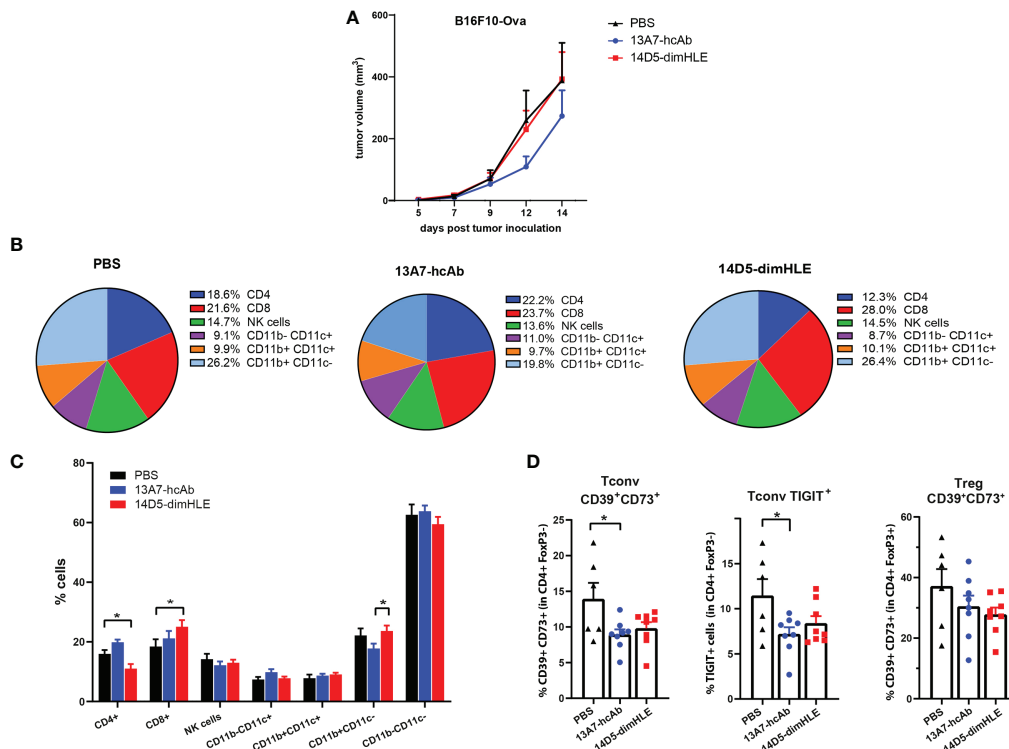 A
B16F10-Ova
PBS
13A7-hcAb
14D5-dimHLE
tumor volume (mm³)
600
400
200
0
5 7 9 12 14
days post tumor inoculation
B
PBS
18.6% CD4
21.6% CD8
14.7% NK cells
9.1% CD11b- CD11c+
9.9% CD11b+ CD11c+
26.2% CD11b+ CD11c-
13A7-hcAb
22.2% CD4
23.7% CD8
13.6% NK cells
11.0% CD11b- CD11c+
9.7% CD11b+ CD11c+
19.8% CD11b+ CD11c-
14D5-dimHLE
12.3% CD4
28.0% CD8
14.5% NK cells
8.7% CD11b- CD11c+
10.1% CD11b+ CD11c+
26.4% CD11b+ CD11c-
C
PBS
13A7-hcAb
14D5-dimHLE
% cells
80
60
40
20
0
* * *
CD4+
CD8+
NK cells
CD11b-CD11c+
CD11b+CD11c+
CD11b+CD11c-
CD11b-CD11c-
D
Tconv
CD39⁺CD73⁺
% CD39+ CD73+ (in CD4+ FoxP3-)
25
20
15
10
5
0
*
PBS
13A7-hcAb
14D5-dimHLE
Tconv TIGIT⁺
% TIGIT+ cells (in CD4+ FoxP3-)
20
15
10
5
0
*
PBS
13A7-hcAb
14D5-dimHLE
Treg
CD39⁺CD73⁺
% CD39+ CD73+ (in CD4+ FoxP3+)
60
40
20
0
PBS
13A7-hcAb
14D5-dimHLE